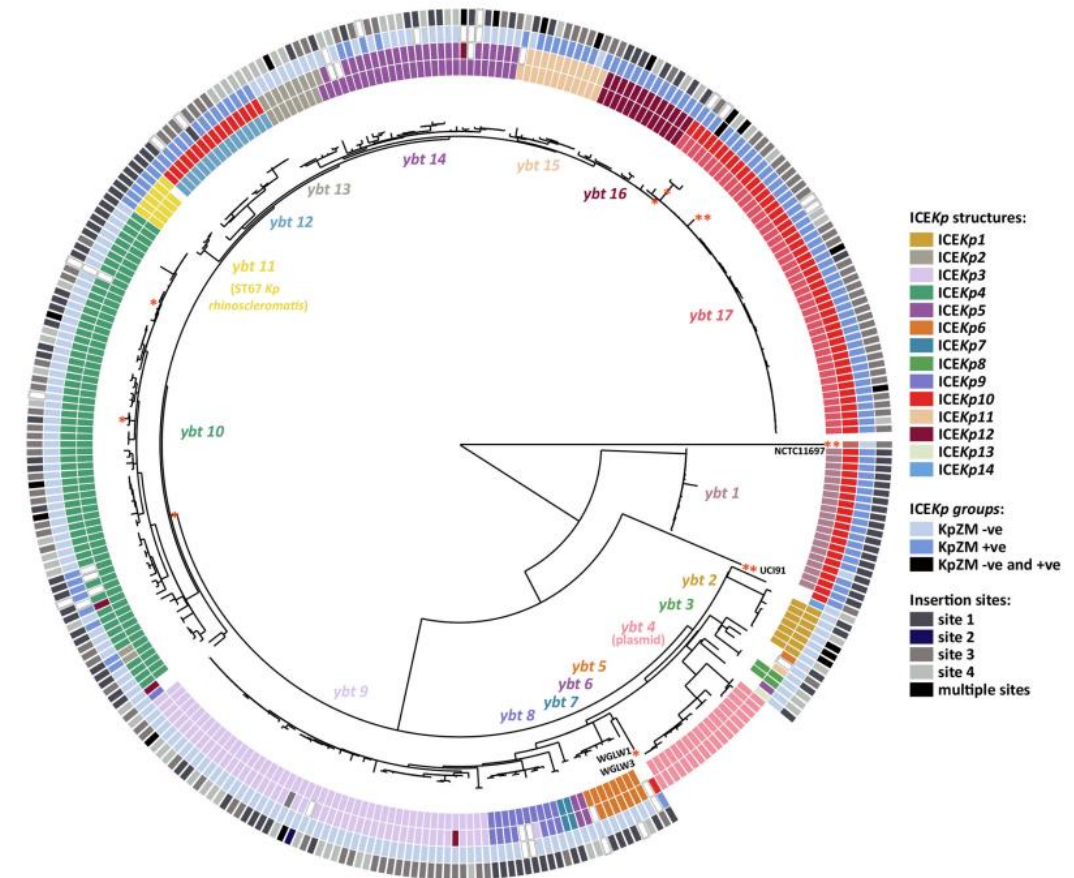 ybt 14
ybt 15
ybt 16
ybt 13
ybt 12
ybt 11
(ST67 Kp
rhinoscleromatis)
ybt 17
ybt 10
NCTC11697
**
ybt 1
**
UCI91
ybt 2
ybt 3
ybt 4
(plasmid)
ybt 5
ybt 6
ybt 7
ybt 8
ybt 9
WGLW1
*
WGLW3
ICEKp structures:
ICEKp1
ICEKp2
ICEKp3
ICEKp4
ICEKp5
ICEKp6
ICEKp7
ICEKp8
ICEKp9
ICEKp10
ICEKp11
ICEKp12
ICEKp13
ICEKp14
ICEKp groups:
KpZM -ve
KpZM +ve
KpZM -ve and +ve
Insertion sites:
site 1
site 2
site 3
site 4
multiple sites